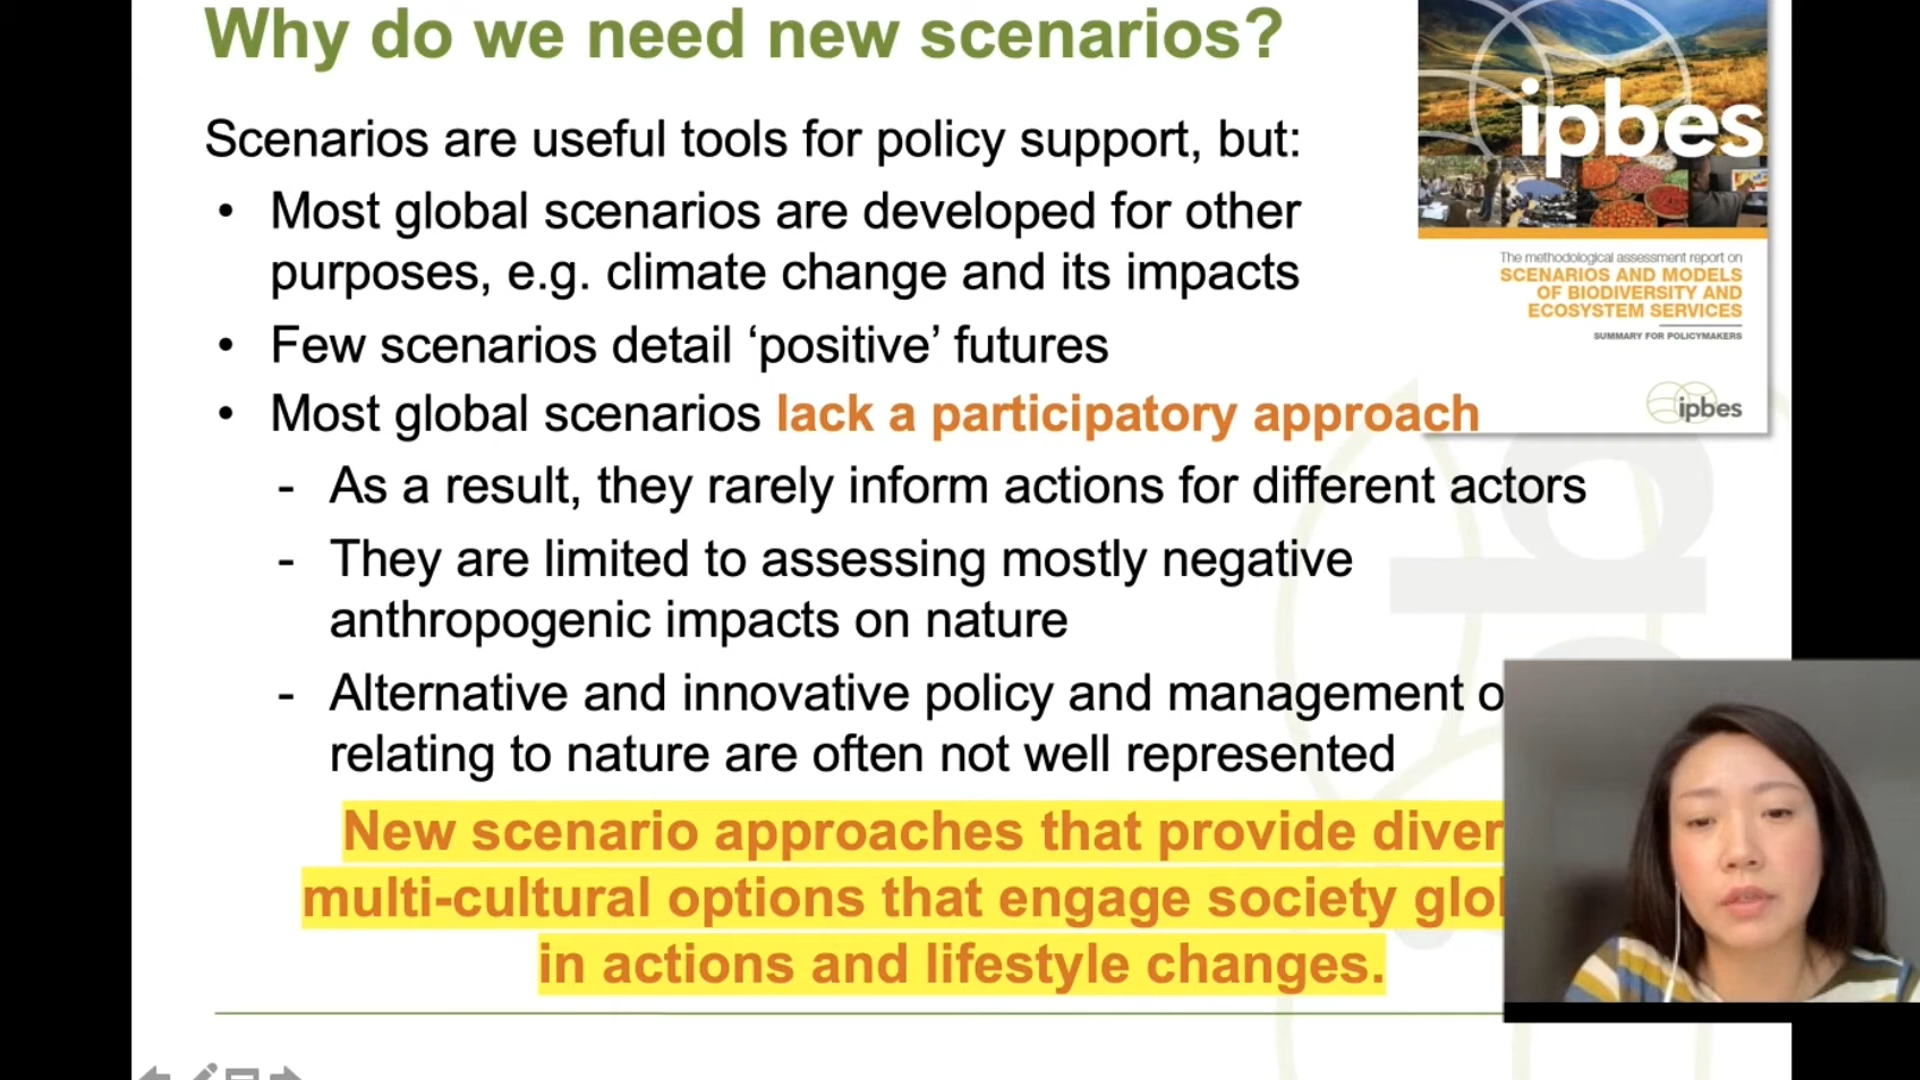 Why do we need new scenarios?
Scenarios are useful tools for policy support, but:
• Most global scenarios are developed for other
purposes, e.g. climate change and its impacts
• Few scenarios detail ‘positive’ futures
• Most global scenarios lack a participatory approach
- As a result, they rarely inform actions for different actors
- They are limited to assessing mostly negative
anthropogenic impacts on nature
- Alternative and innovative policy and management
relating to nature are often not well represented
New scenario approaches that provide
multi-cultural options that engage society
in actions and lifestyle changes.
ipbes
The methodological assessment report on
SCENARIOS AND MODELS
OF BIODIVERSITY AND
ECOSYSTEM SERVICES
SUMMARY FOR POLICYMAKERS
ipbes